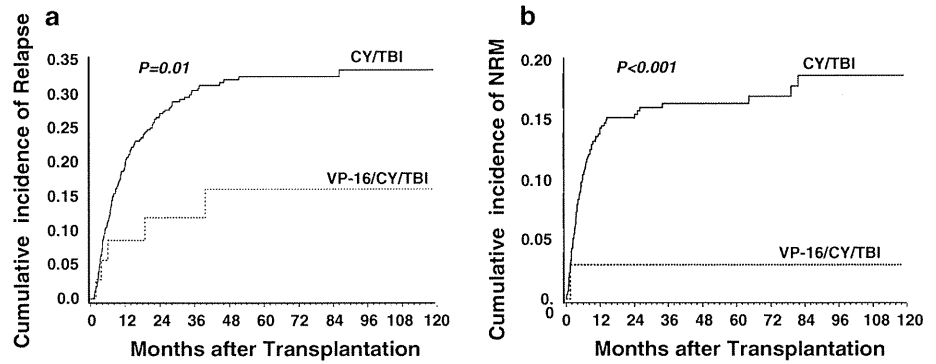 a
Cumulative incidence of Relapse
0.35
0.30
0.25
0.20
0.15
0.10
0.05
0.0
P=0.01
CY/TBI
VP-16/CY/TBI
0 12 24 36 48 60 72 84 96 108 120
Months after Transplantation
b
Cumulative incidence of NRM
0.20
0.15
0.10
0.05
0.
0
P<0.001
CY/TBI
VP-16/CY/TBI
0 12 24 36 48 60 72 84 96 108 120
Months after Transplantation